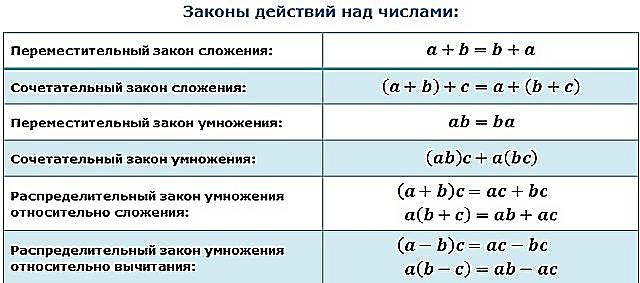 Законы действий над числами:
Переместительный закон сложения: a + b = b + a
Сочетательный закон сложения: (a + b) + c = a + (b + c)
Переместительный закон умножения: ab = ba
Сочетательный закон умножения: (ab)c + a(bc)
Распределительный закон умножения
относительно сложения:
(a + b)c = ac + bc
a(b + c) = ab + ac
Распределительный закон умножения
относительно вычитания:
(a − b)c = ac − bc
a(b − c) = ab − ac